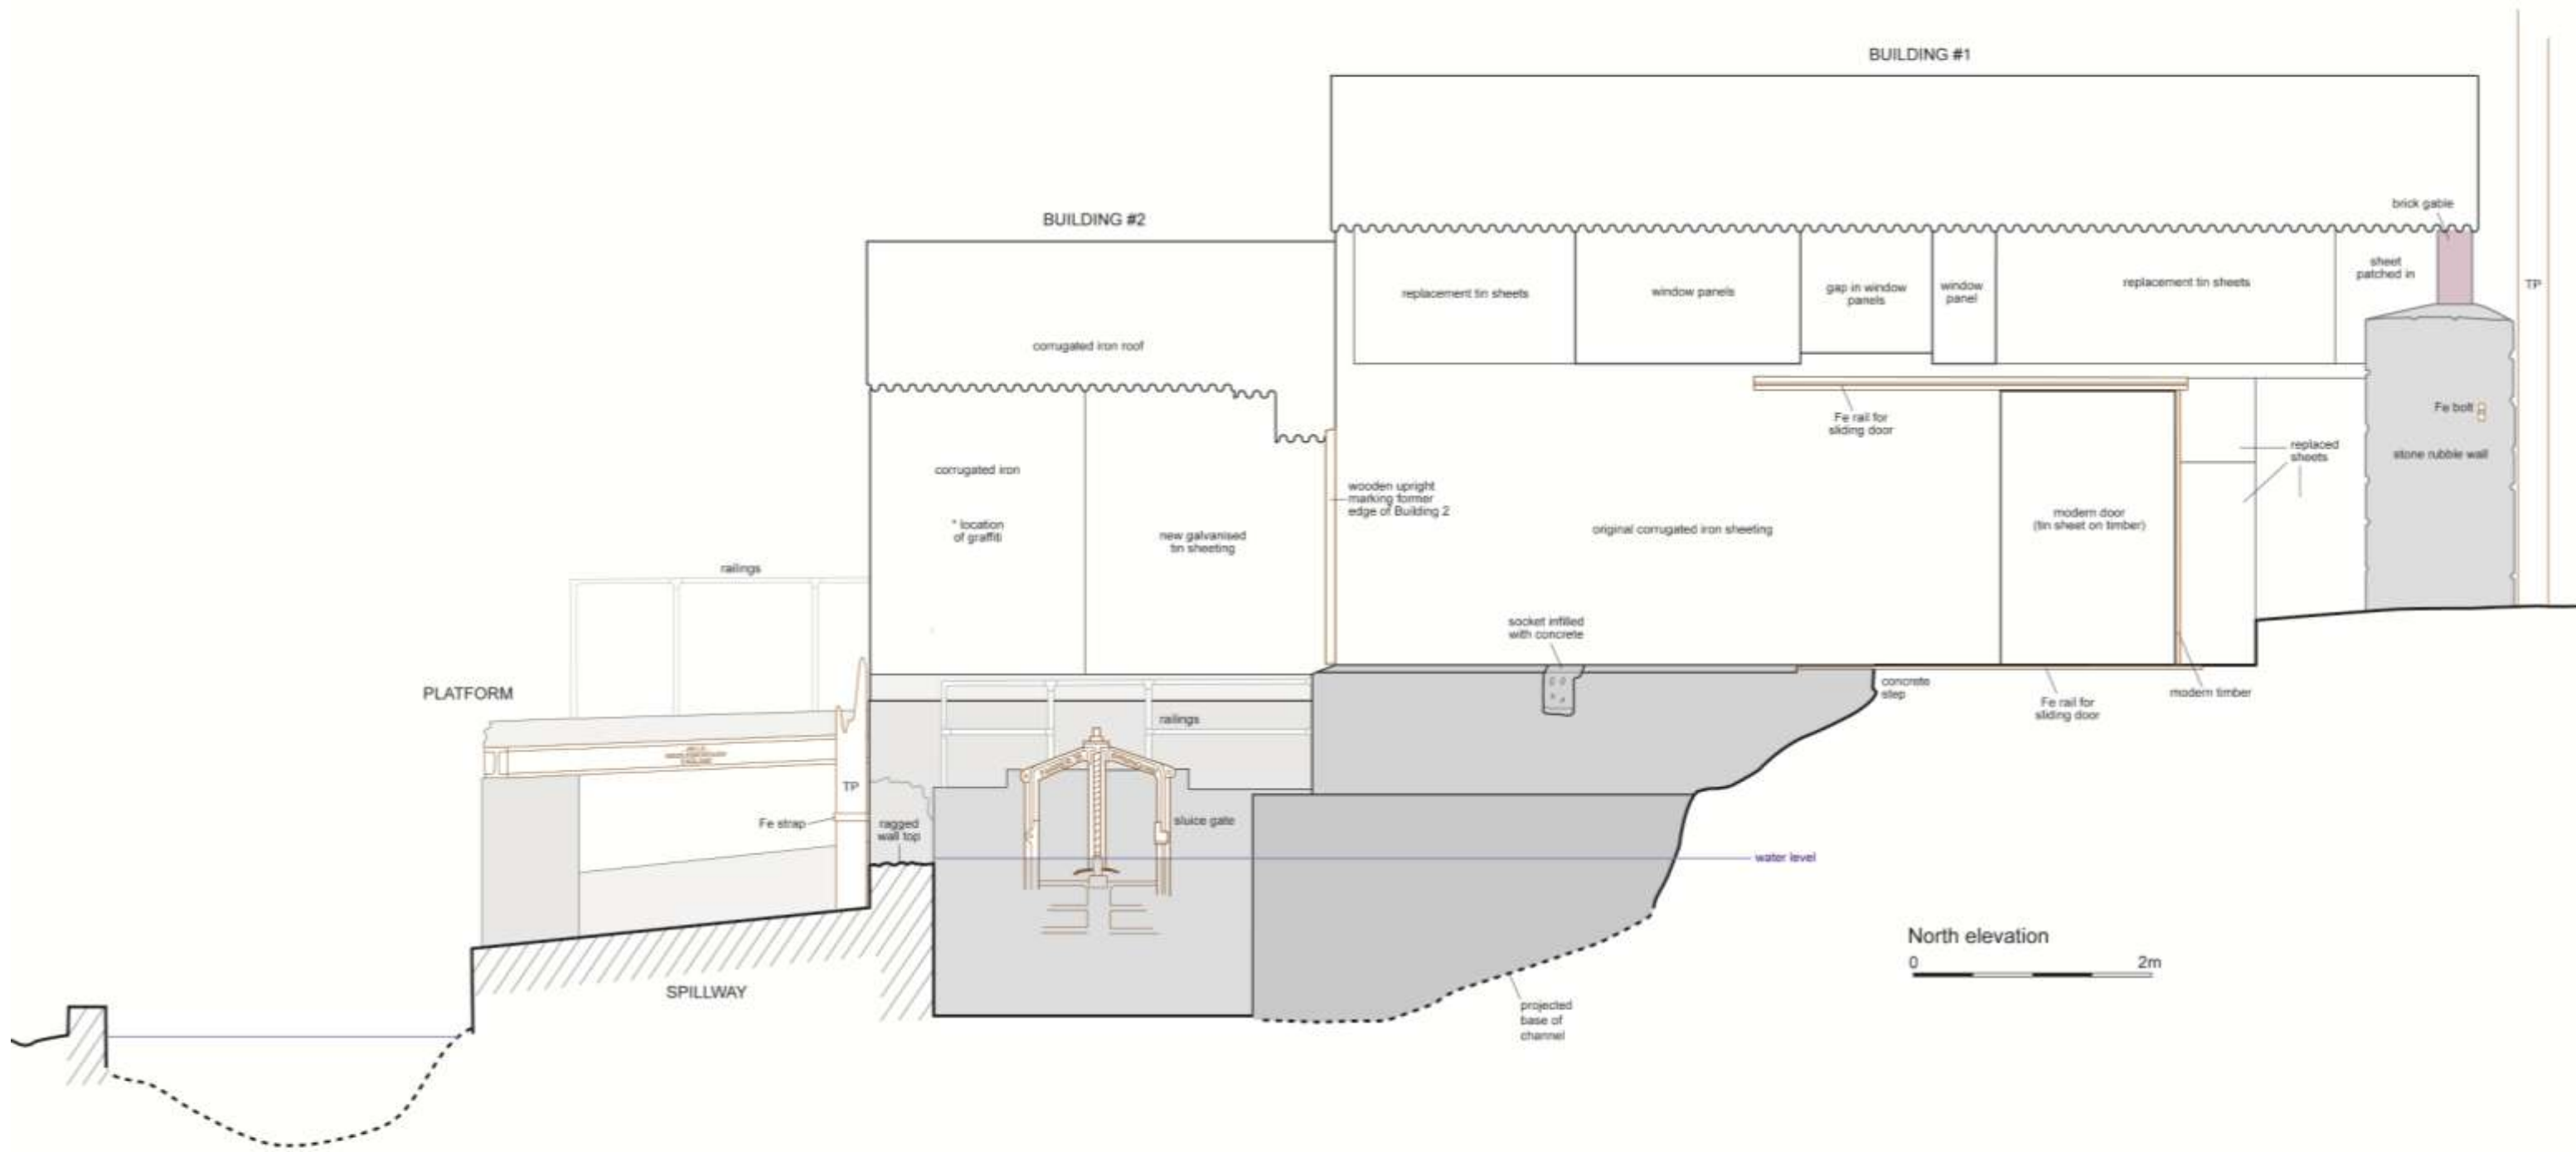 BUILDING #1
brick gable
BUILDING #2
sheet
patched in
replacement tin sheets
window panels
gap in window
panels
window
panel
replacement tin sheets
TP
corrugated iron roof
Fe rail for
sliding door
Fe bolt
replaced
sheets
stone rubble wall
corrugated iron
wooden upright
marking former
edge of Building 2
* location
of graffiti
new galvanised
tin sheeting
original corrugated iron sheeting
modern door
(tin sheet on timber)
railings
socket infilled
with concrete
PLATFORM
concrete
step
Fe rail for
sliding door
modern timber
railings
TP
Fe strap
ragged
wall top
sluice gate
water level
North elevation
0 2m
SPILLWAY
projected
base of
channel